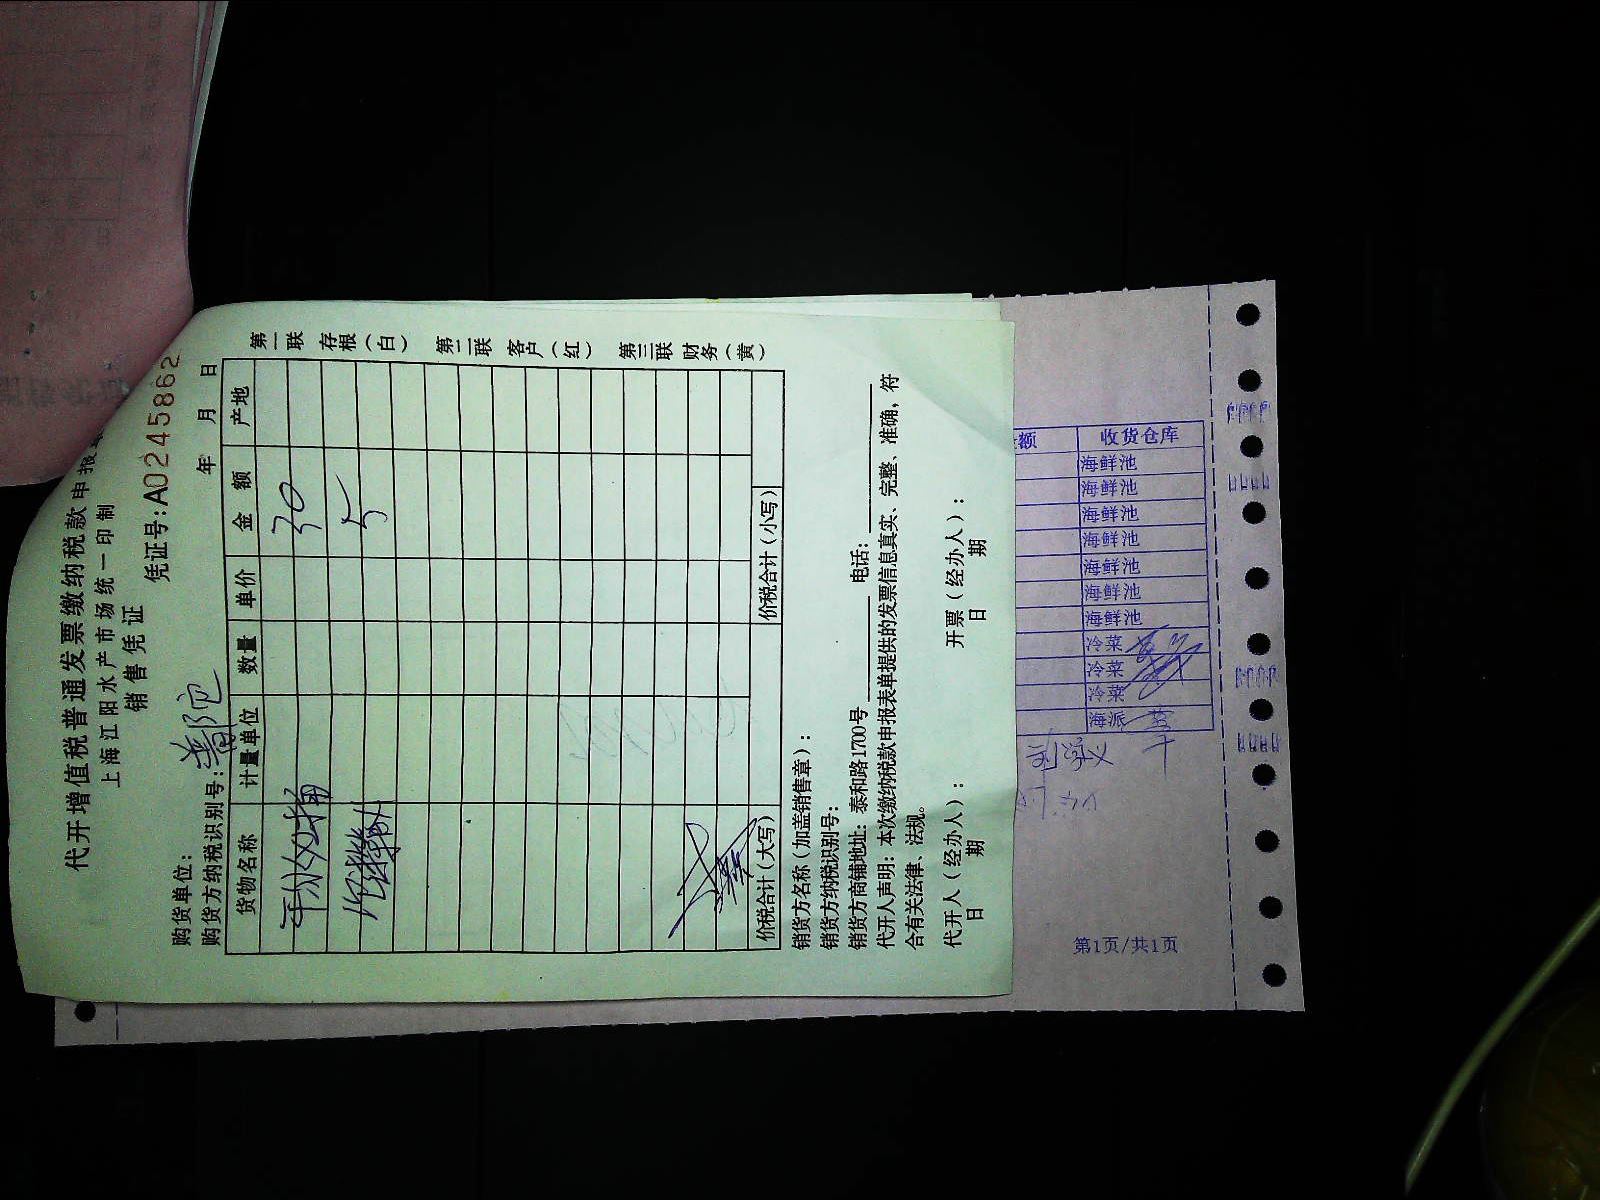 代开增值税普通发票缴纳税款申报
上海江阳水产市场统一印制
销售凭证
凭证号:A0245862
购货单位:
购货方纳税识别号:
年 月 日
货物名称 计量单位 数量 单价 金额 产地
30
5
价税合计(大写) 价税合计(小写)
第一联 存根(白)
第二联 客户(红)
第三联 财务(黄)
销货方名称(加盖销售章):
销货方纳税识别号:
销货方商铺地址:泰和路1700号 电话:
代开人声明:本次缴纳税款申报表单提供的发票信息真实、完整、准确,符
合有关法律、法规。
代开人(经办人): 开票(经办人):
日 期 日 期
额 收货仓库
海鲜池
海鲜池
海鲜池
海鲜池
海鲜池
海鲜池
海鲜池
冷菜
冷菜
冷菜
海派
第1页/共1页